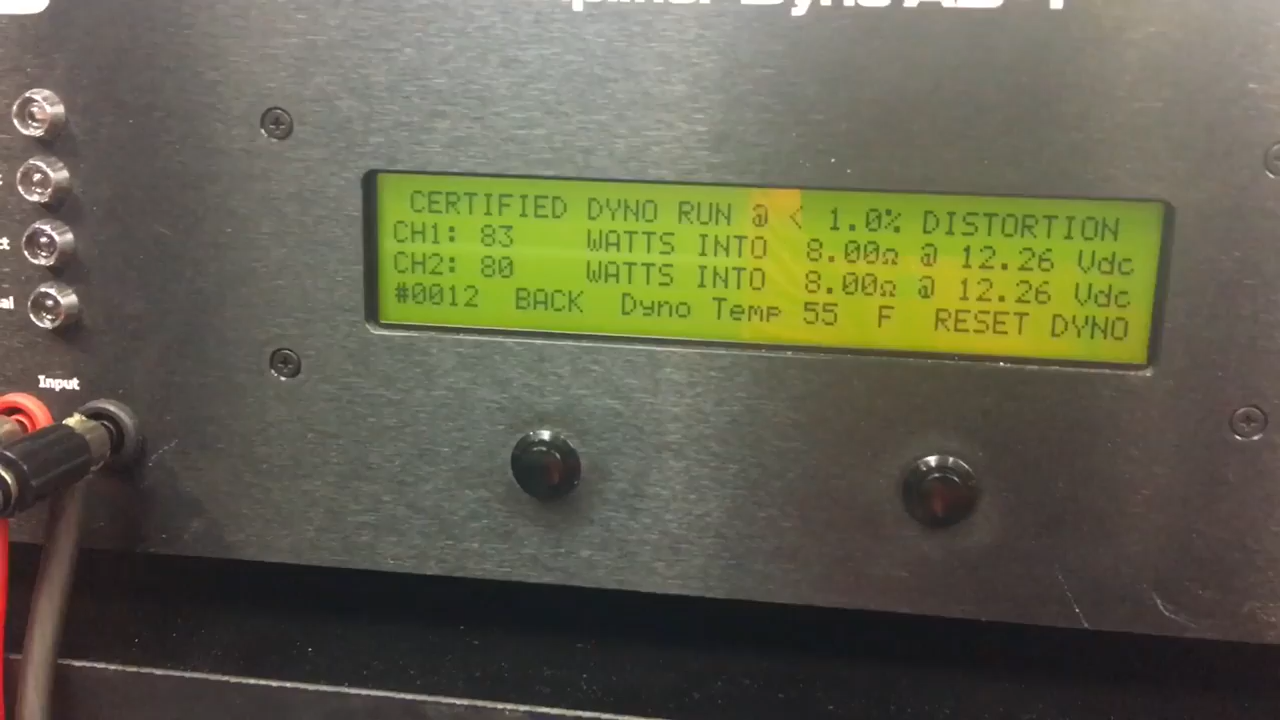 CERTIFIED DYNO RUN @ < 1.0% DISTORTION
CH1: 83 WATTS INTO 8.00Ω @ 12.26 Vdc
CH2: 80 WATTS INTO 8.00Ω @ 12.26 Vdc
#0012 BACK Dyno Temp 55 F RESET DYNO
Input